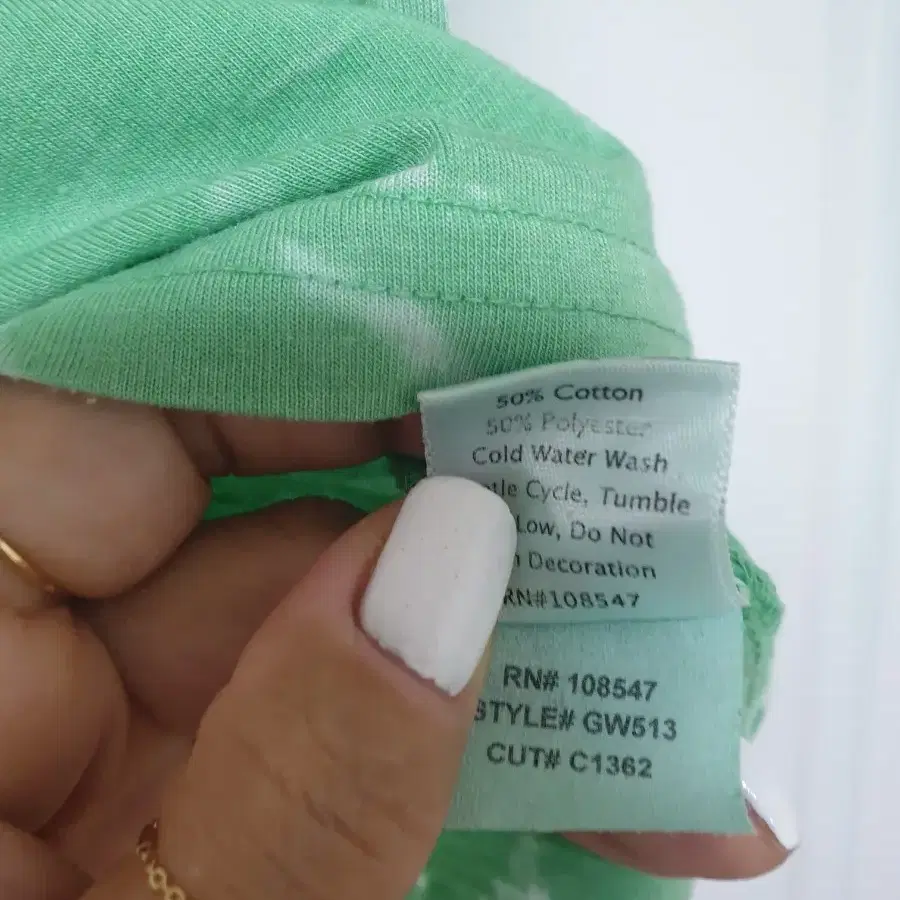 50% Cotton
50% Polyester
Cold Water Wash
Cycle, Tumble
Low, Do Not
Decoration
RN#108547
RN# 108547
STYLE# GW513
CUT# C1362